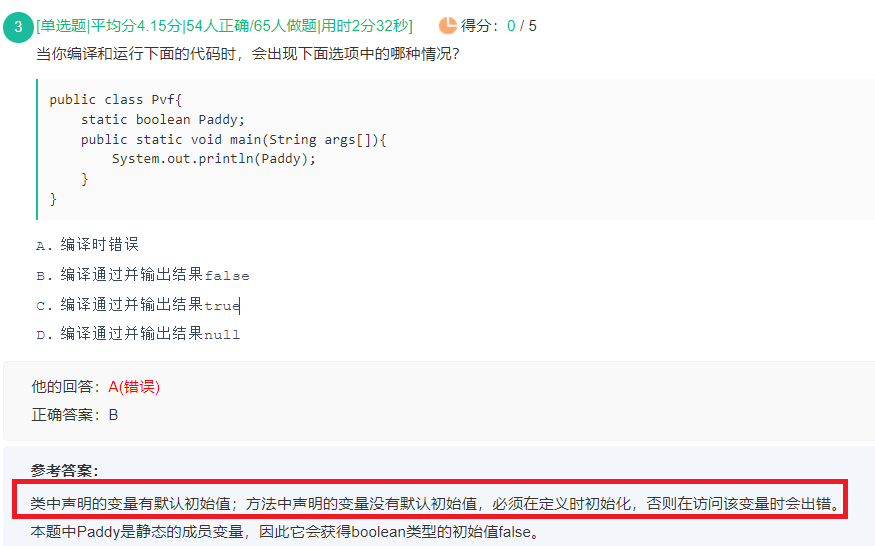 3 [单选题|平均分4.15分|54人正确/65人做题|用时2分32秒] 得分：0 / 5
当你编译和运行下面的代码时，会出现下面选项中的哪种情况?
public class Pvf{
    static boolean Paddy;
    public static void main(String args[]){
        System.out.println(Paddy);
    }
}
A. 编译时错误
B. 编译通过并输出结果false
C. 编译通过并输出结果true
D. 编译通过并输出结果null
他的回答：A(错误)
正确答案：B
参考答案：
类中声明的变量有默认初始值；方法中声明的变量没有默认初始值，必须在定义时初始化，否则在访问该变量时会出错。
本题中Paddy是静态的成员变量，因此它会获得boolean类型的初始值false。